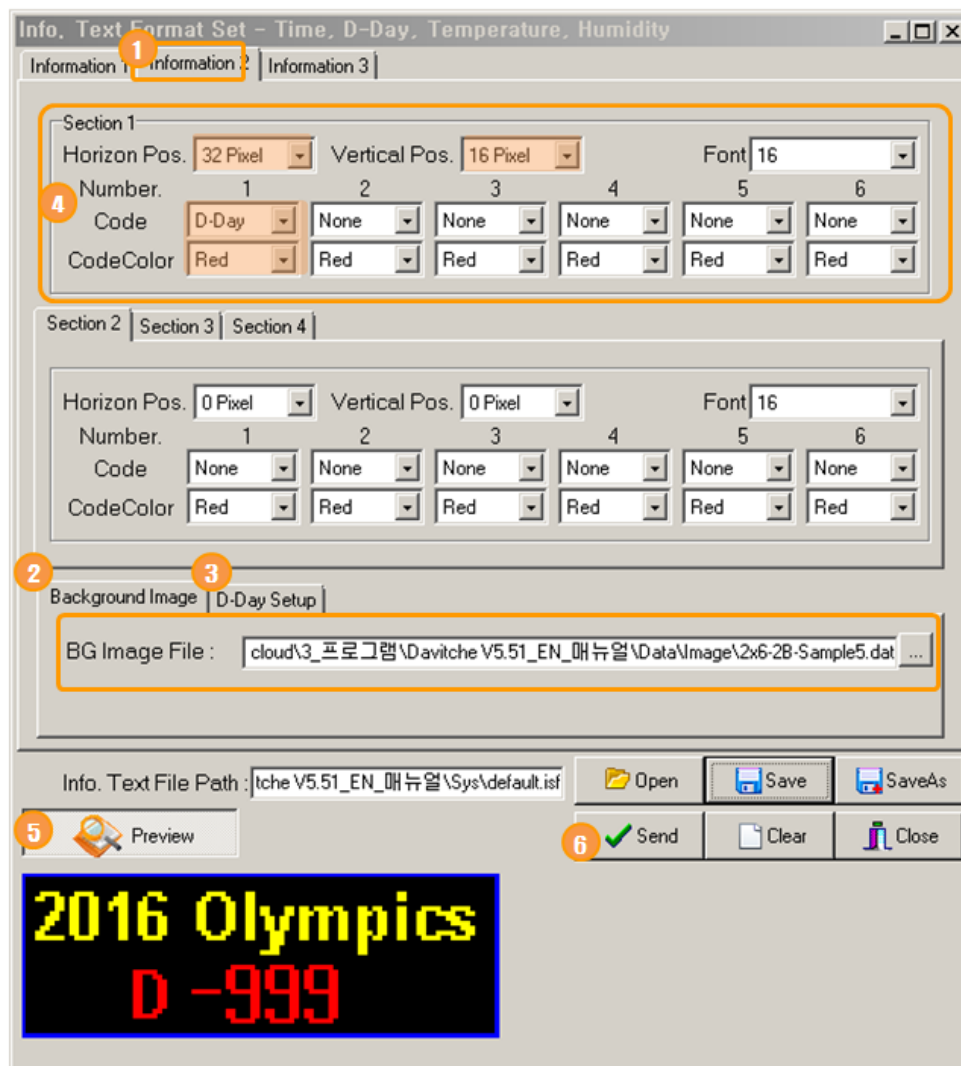 Info. Text Format Set - Time, D-Day, Temperature, Humidity
1
Information 1 Information 2 Information 3
Section 1
Horizon Pos. 32 Pixel Vertical Pos. 16 Pixel Font 16
Number. 1 2 3 4 5 6
4
Code D-Day None None None None None
CodeColor Red Red Red Red Red Red
Section 2 Section 3 Section 4
Horizon Pos. 0 Pixel Vertical Pos. 0 Pixel Font 16
Number. 1 2 3 4 5 6
Code None None None None None None
CodeColor Red Red Red Red Red Red
2 3
Background Image D-Day Setup
BG Image File : cloud\3_프로그램\Davitche V5.51_EN_매뉴얼\Data\Image\2x6-2B-Sample5.dat ...
Info. Text File Path : tche V5.51_EN_매뉴얼\Sys\default.isf Open Save SaveAs
5 Preview 6 Send Clear Close
2016 Olympics
D -999